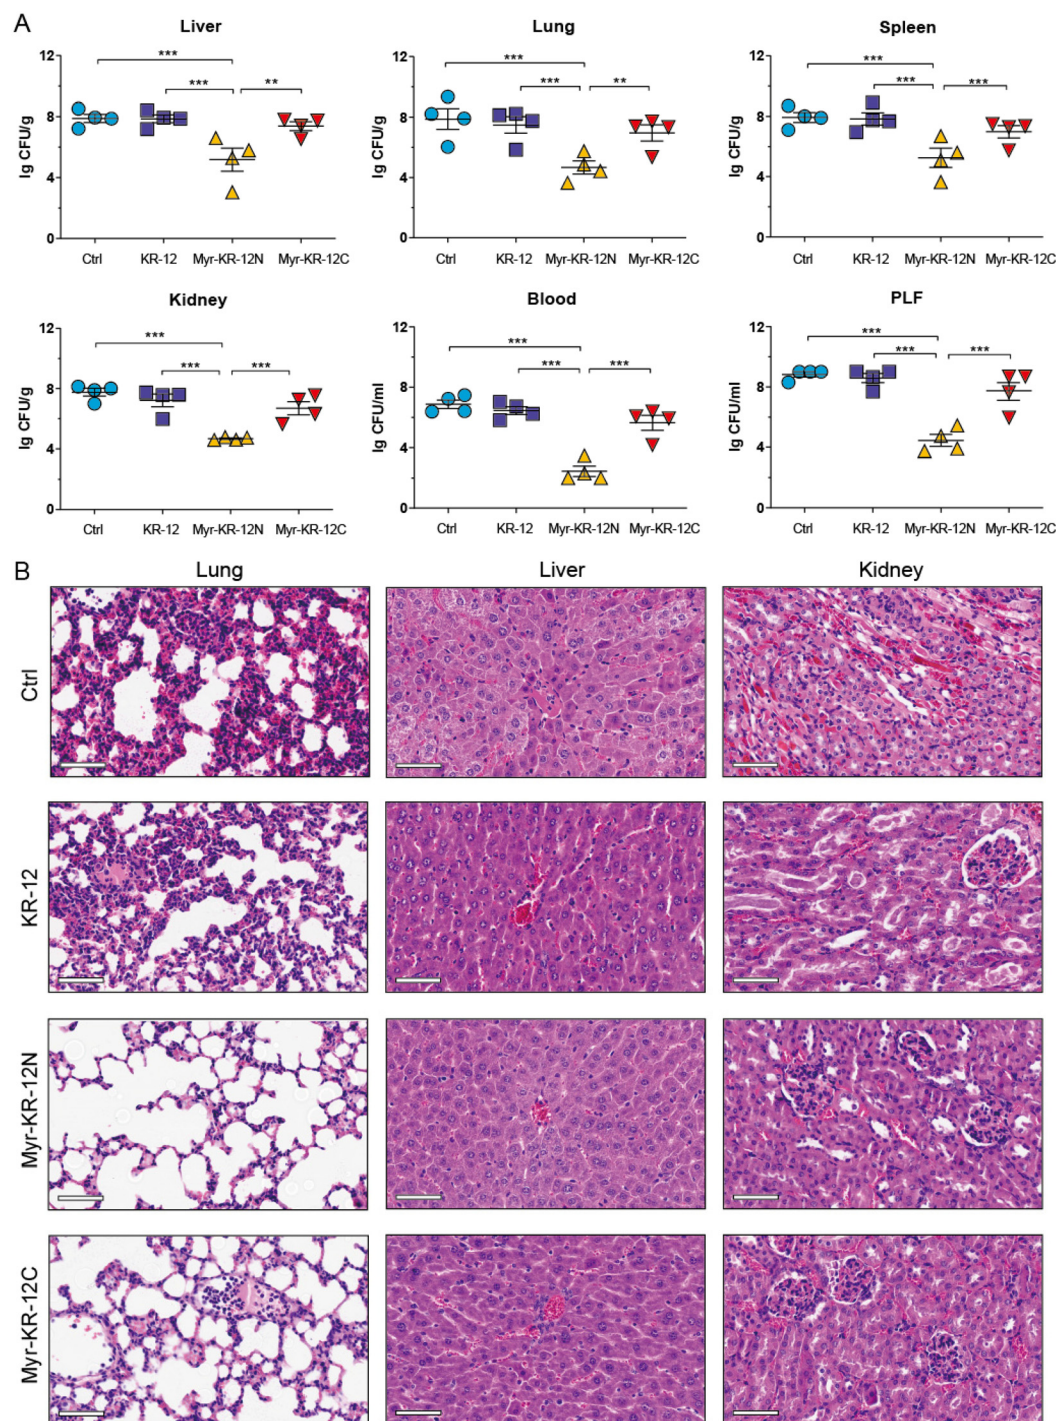 A
Liver
Lung
Spleen
12
8
4
0
lg CFU/g
***
***
**
Ctrl
KR-12
Myr-KR-12N
Myr-KR-12C
12
8
4
0
lg CFU/g
***
***
**
Ctrl
KR-12
Myr-KR-12N
Myr-KR-12C
12
8
4
0
lg CFU/g
***
***
***
Ctrl
KR-12
Myr-KR-12N
Myr-KR-12C
Kidney
Blood
PLF
12
8
4
0
lg CFU/g
***
***
***
Ctrl
KR-12
Myr-KR-12N
Myr-KR-12C
12
8
4
0
lg CFU/ml
***
***
***
Ctrl
KR-12
Myr-KR-12N
Myr-KR-12C
12
8
4
0
lg CFU/ml
***
***
***
Ctrl
KR-12
Myr-KR-12N
Myr-KR-12C
B
Lung
Liver
Kidney
Ctrl
KR-12
Myr-KR-12N
Myr-KR-12C